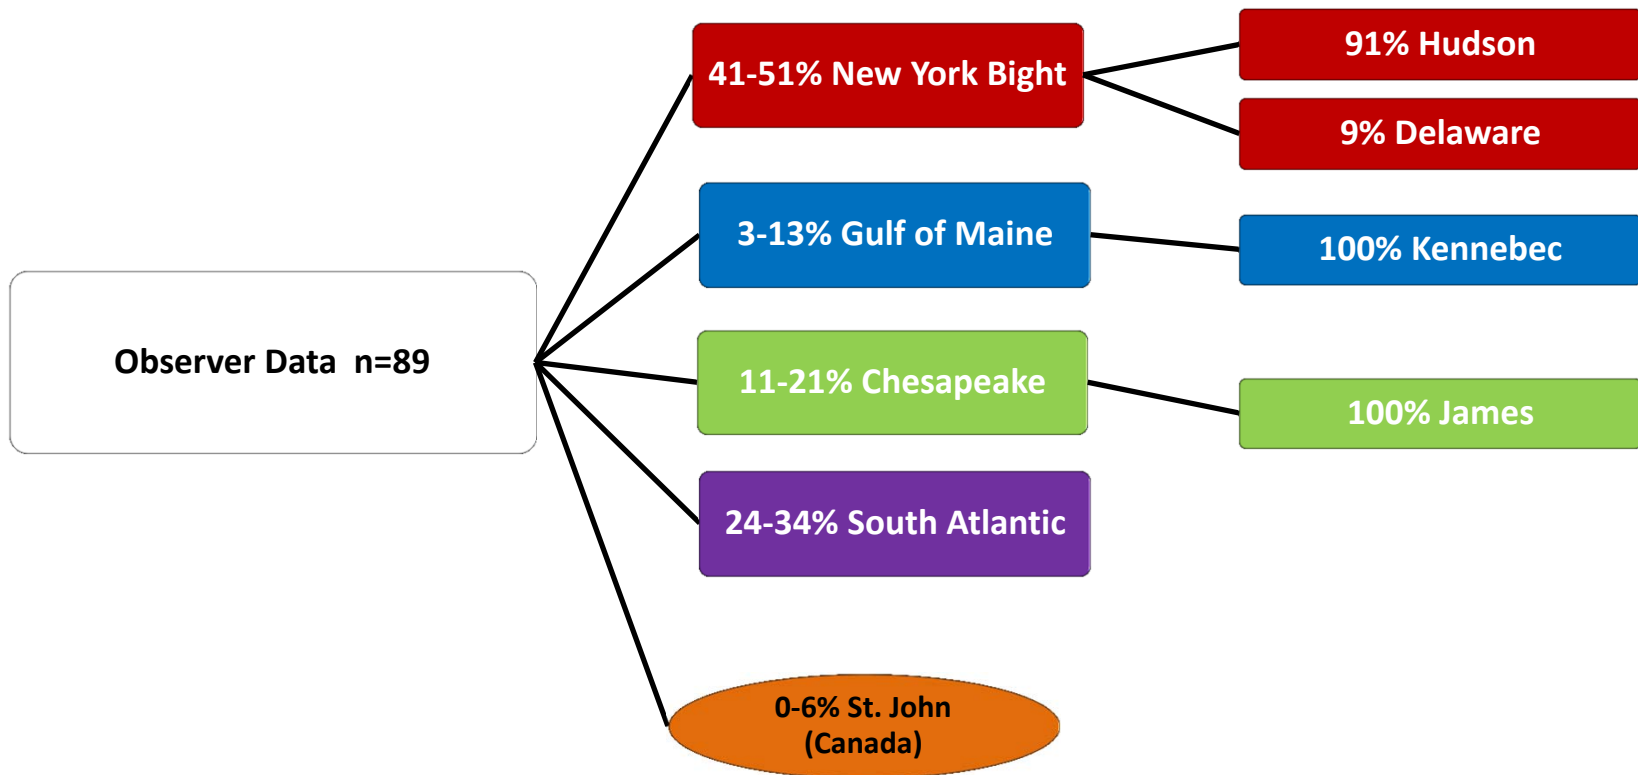 Observer Data  n=89
41-51% New York Bight
91% Hudson
9% Delaware
3-13% Gulf of Maine
100% Kennebec
11-21% Chesapeake
100% James
24-34% South Atlantic
0-6% St. John
(Canada)